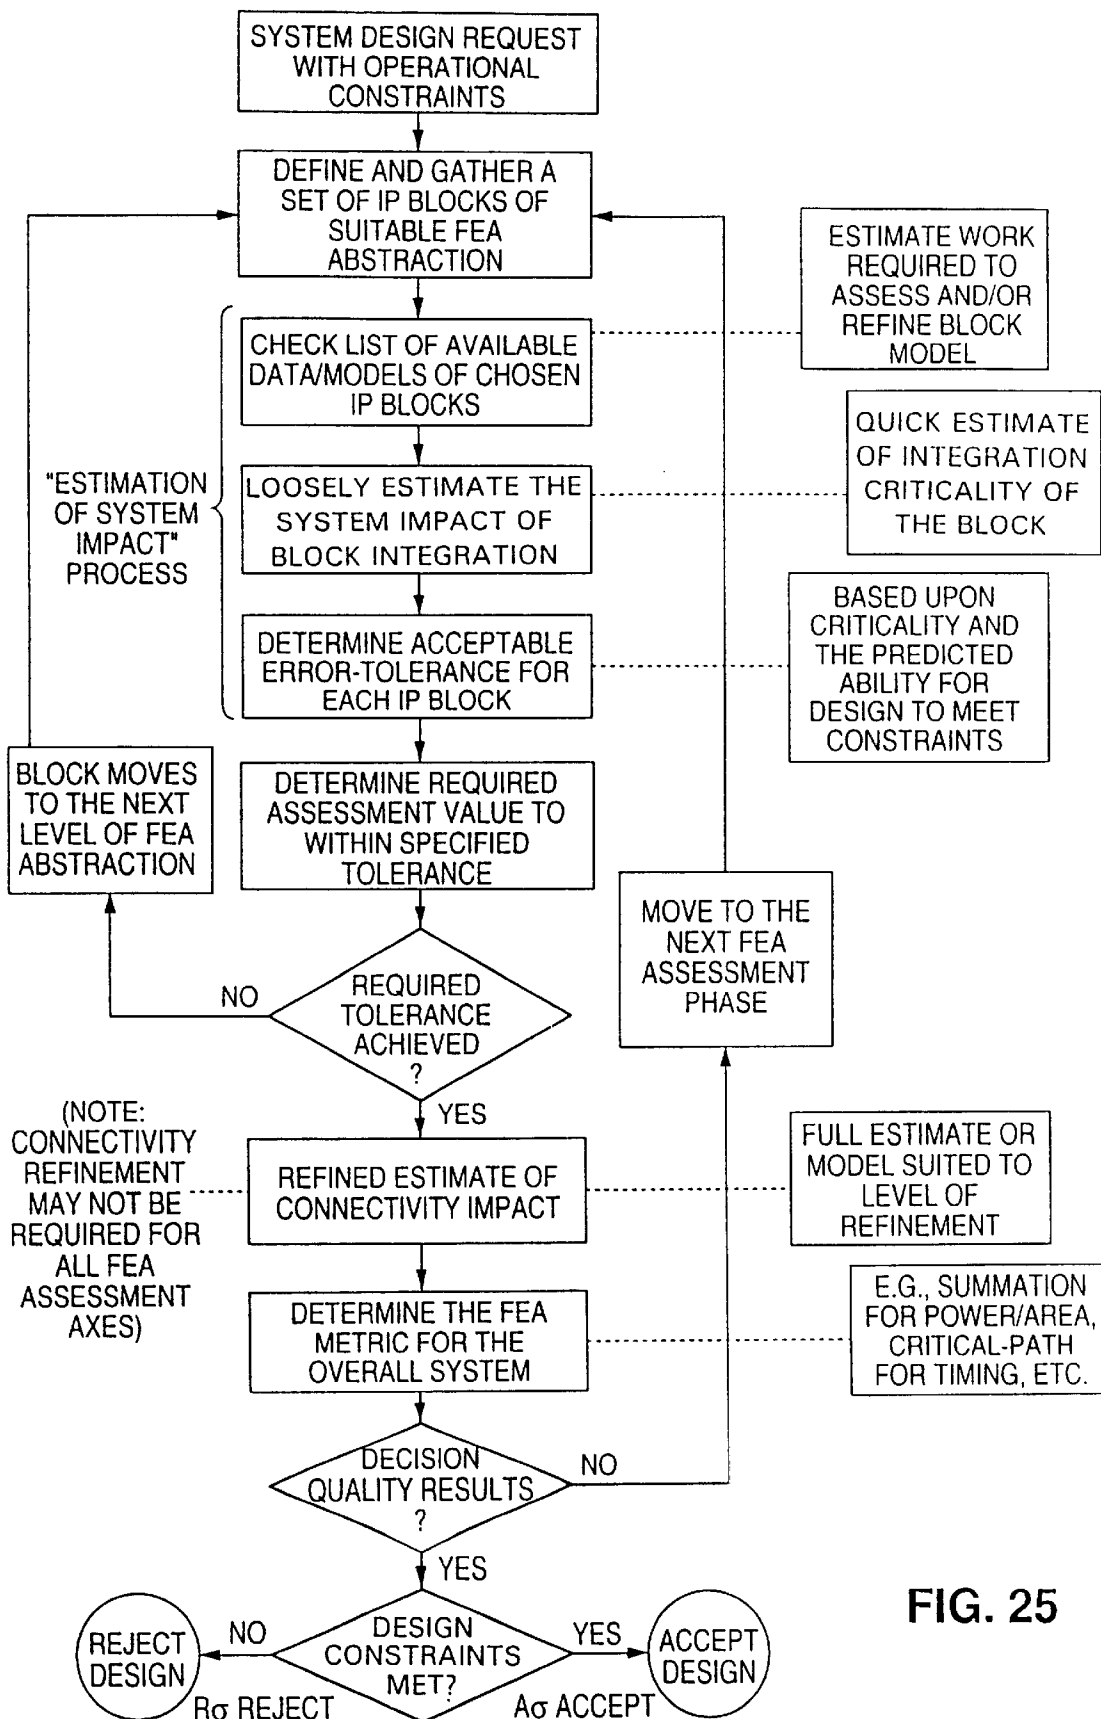 SYSTEM DESIGN REQUEST
WITH OPERATIONAL
CONSTRAINTS
DEFINE AND GATHER A
SET OF IP BLOCKS OF
SUITABLE FEA
ABSTRACTION
ESTIMATE WORK
REQUIRED TO
ASSESS AND/OR
REFINE BLOCK
MODEL
CHECK LIST OF AVAILABLE
DATA/MODELS OF CHOSEN
IP BLOCKS
QUICK ESTIMATE
OF INTEGRATION
CRITICALITY OF
THE BLOCK
"ESTIMATION
OF SYSTEM
IMPACT"
PROCESS
LOOSELY ESTIMATE THE
SYSTEM IMPACT OF
BLOCK INTEGRATION
BASED UPON
CRITICALITY AND
THE PREDICTED
ABILITY FOR
DESIGN TO MEET
CONSTRAINTS
DETERMINE ACCEPTABLE
ERROR-TOLERANCE FOR
EACH IP BLOCK
BLOCK MOVES
TO THE NEXT
LEVEL OF FEA
ABSTRACTION
DETERMINE REQUIRED
ASSESSMENT VALUE TO
WITHIN SPECIFIED
TOLERANCE
MOVE TO THE
NEXT FEA
ASSESSMENT
PHASE
NO
REQUIRED
TOLERANCE
ACHIEVED
?
YES
(NOTE:
CONNECTIVITY
REFINEMENT
MAY NOT BE
REQUIRED FOR
ALL FEA
ASSESSMENT
AXES)
REFINED ESTIMATE OF
CONNECTIVITY IMPACT
FULL ESTIMATE OR
MODEL SUITED TO
LEVEL OF
REFINEMENT
DETERMINE THE FEA
METRIC FOR THE
OVERALL SYSTEM
E.G., SUMMATION
FOR POWER/AREA,
CRITICAL-PATH
FOR TIMING, ETC.
DECISION
QUALITY RESULTS
?
NO
YES
DESIGN
CONSTRAINTS
MET?
NO
REJECT
DESIGN
Rσ REJECT
YES
ACCEPT
DESIGN
Aσ ACCEPT
FIG. 25